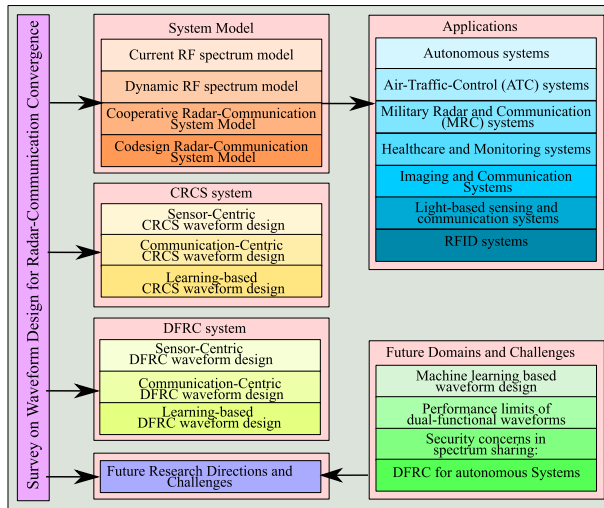 Survey on Waveform Design for Radar-Communication Convergence
System Model
Current RF spectrum model
Dynamic RF spectrum model
Cooperative Radar-Communication
System Model
Codesign Radar-Communication
System Model
CRCS system
Sensor-Centric
CRCS waveform design
Communication-Centric
CRCS waveform design
Learning-based
CRCS waveform design
DFRC system
Sensor-Centric
DFRC waveform design
Communication-Centric
DFRC waveform design
Learning-based
DFRC waveform design
Future Research Directions and
Challenges
Applications
Autonomous systems
Air-Traffic-Control (ATC) systems
Military Radar and Communication
(MRC) systems
Healthcare and Monitoring systems
Imaging and Communication
Systems
Light-based sensing and
communication systems
RFID systems
Future Domains and Challenges
Machine learning based
waveform design
Performance limits of
dual-functional waveforms
Security concerns in
spectrum sharing:
DFRC for autonomous Systems